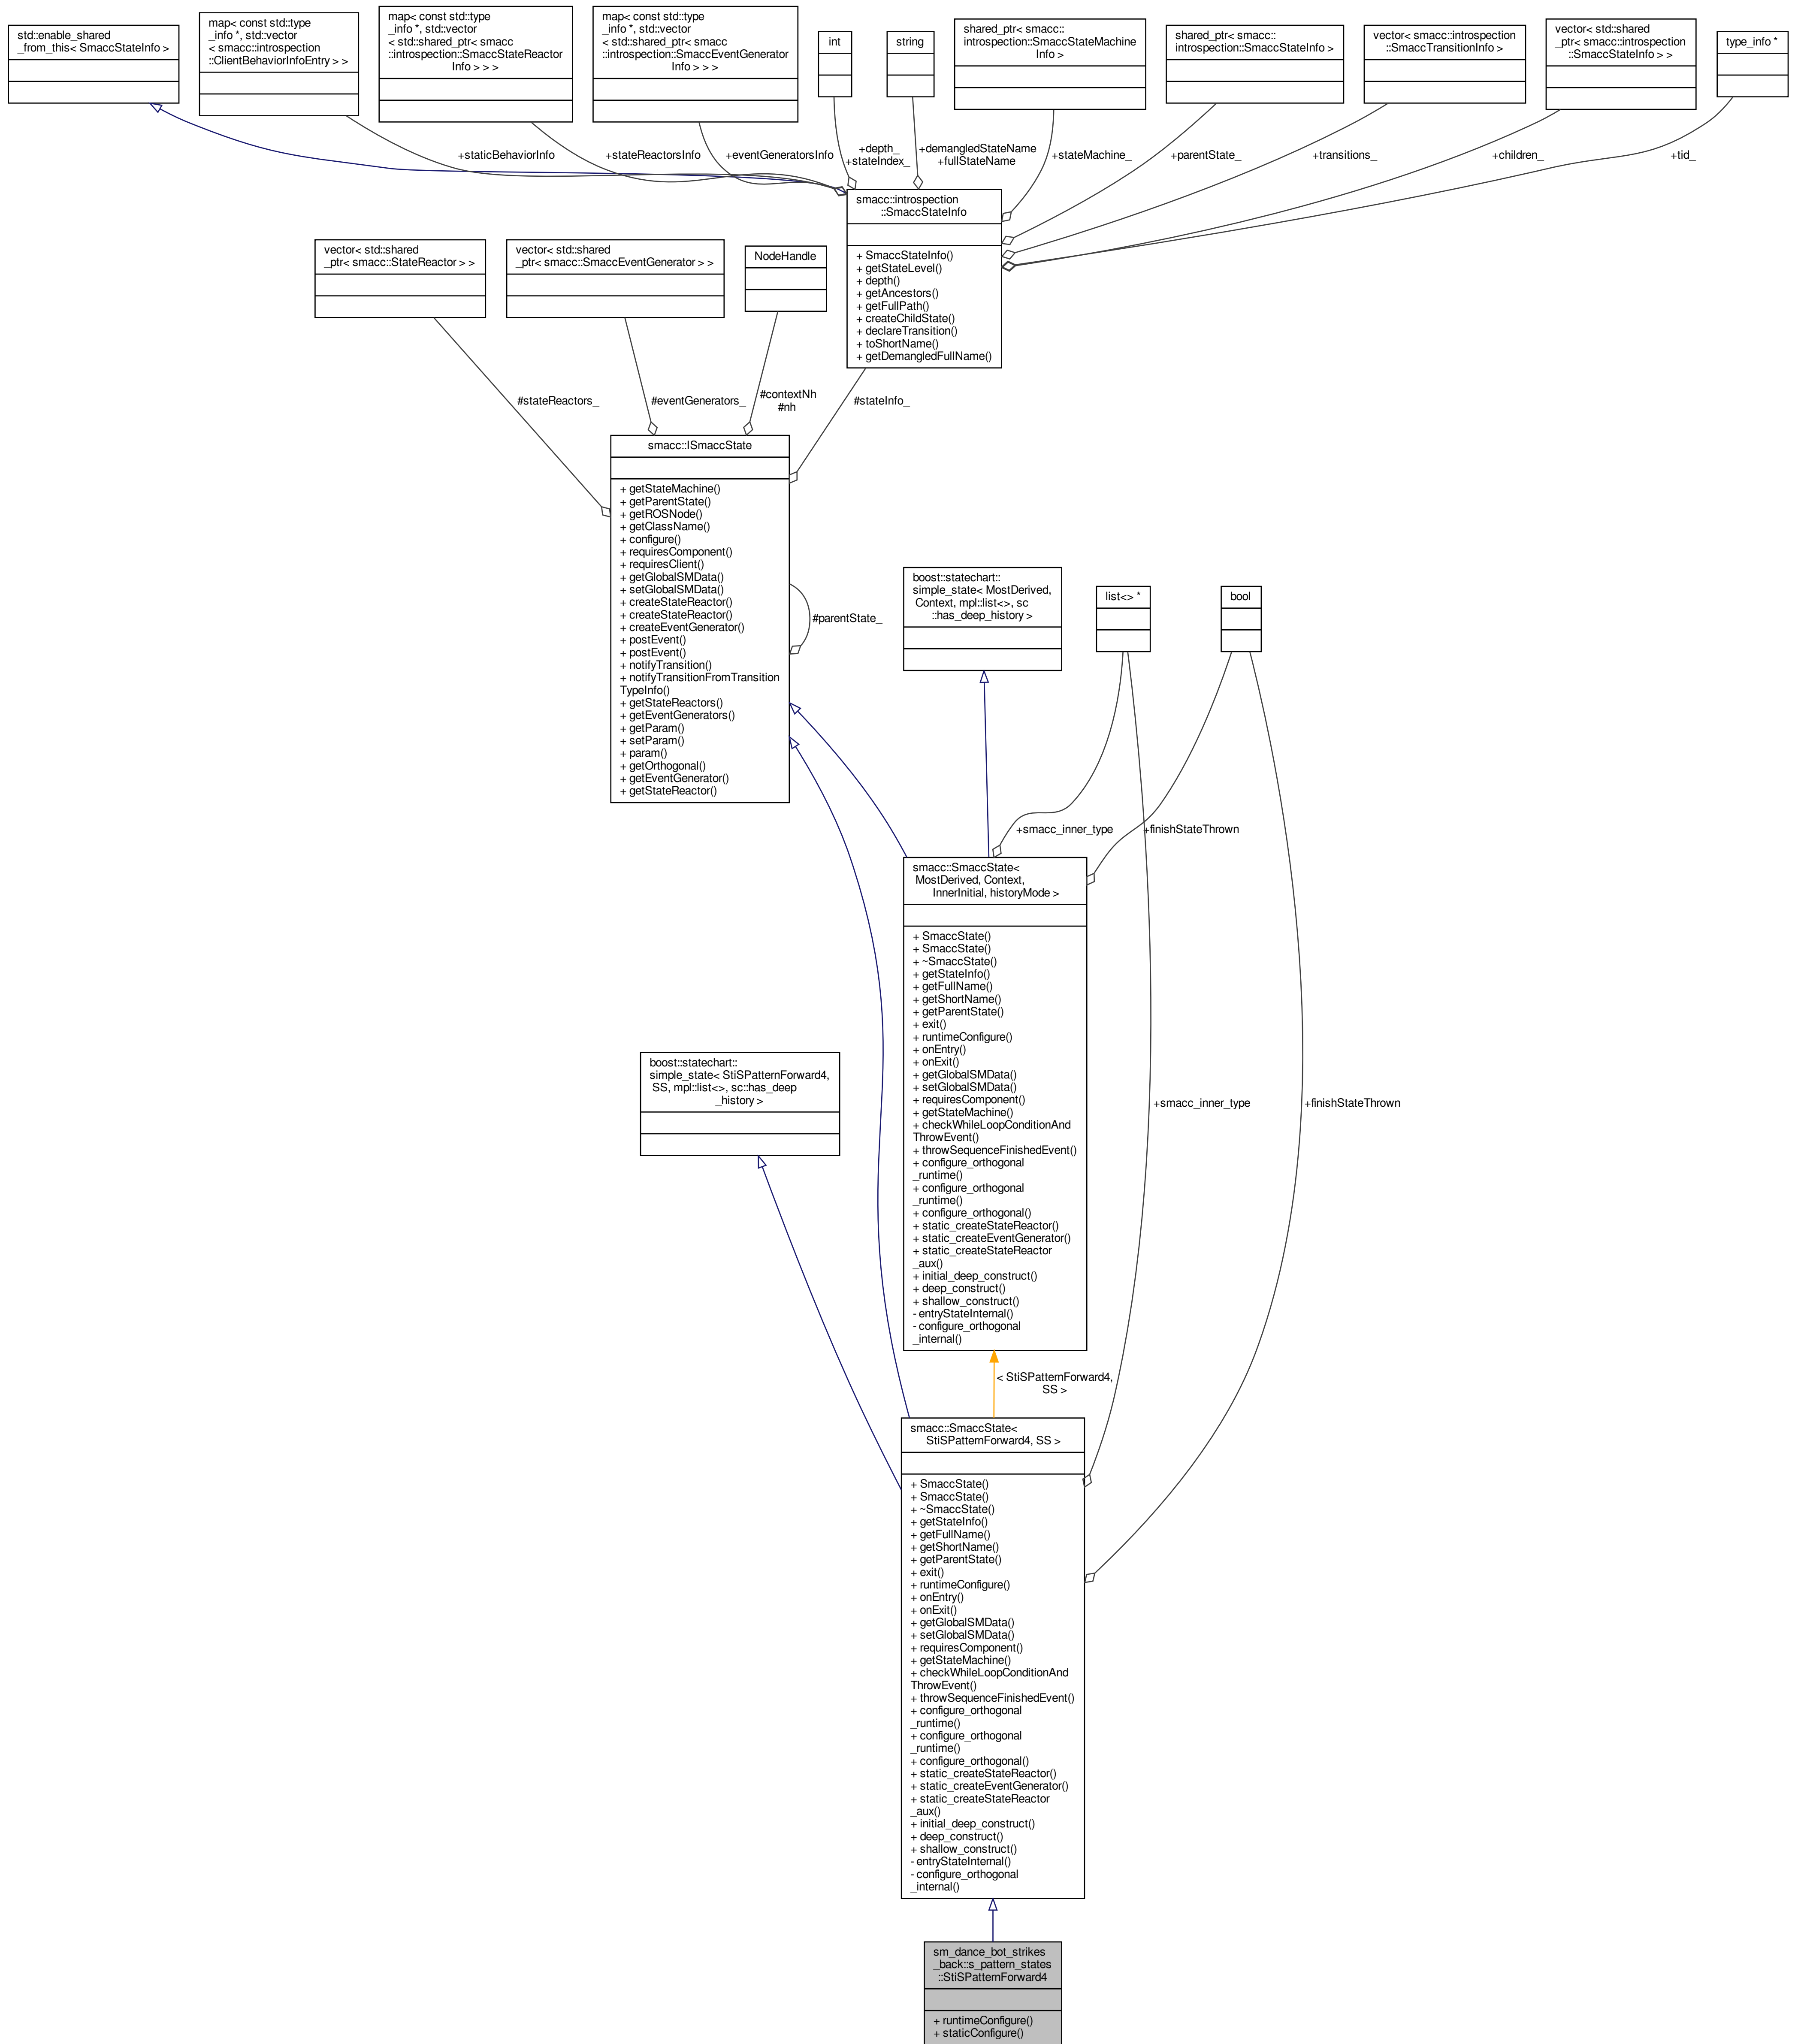 std::enable_shared
_from_this< SmaccStateInfo >
map< const std::type
_info *, std::vector
< smacc::introspection
::ClientBehaviorInfoEntry > >
map< const std::type
_info *, std::vector
< std::shared_ptr< smacc
::introspection::SmaccStateReactor
Info > > >
map< const std::type
_info *, std::vector
< std::shared_ptr< smacc
::introspection::SmaccEventGenerator
Info > > >
int
string
shared_ptr< smacc::
introspection::SmaccStateMachine
Info >
shared_ptr< smacc::
introspection::SmaccStateInfo >
vector< smacc::introspection
::SmaccTransitionInfo >
vector< std::shared
_ptr< smacc::introspection
::SmaccStateInfo > >
type_info *
+staticBehaviorInfo
+stateReactorsInfo
+eventGeneratorsInfo
+depth_
+stateIndex_
+demangledStateName
+fullStateName
+stateMachine_
+parentState_
+transitions_
+children_
+tid_
smacc::introspection
::SmaccStateInfo
+ SmaccStateInfo()
+ getStateLevel()
+ depth()
+ getAncestors()
+ getFullPath()
+ createChildState()
+ declareTransition()
+ toShortName()
+ getDemangledFullName()
vector< std::shared
_ptr< smacc::StateReactor > >
vector< std::shared
_ptr< smacc::SmaccEventGenerator > >
NodeHandle
#stateReactors_
#eventGenerators_
#contextNh
#nh
#stateInfo_
smacc::ISmaccState
+ getStateMachine()
+ getParentState()
+ getROSNode()
+ getClassName()
+ configure()
+ requiresComponent()
+ requiresClient()
+ getGlobalSMData()
+ setGlobalSMData()
+ createStateReactor()
+ createStateReactor()
+ createEventGenerator()
+ postEvent()
+ postEvent()
+ notifyTransition()
+ notifyTransitionFromTransition
TypeInfo()
+ getStateReactors()
+ getEventGenerators()
+ getParam()
+ setParam()
+ param()
+ getOrthogonal()
+ getEventGenerator()
+ getStateReactor()
#parentState_
boost::statechart::
simple_state< MostDerived,
Context, mpl::list<>, sc
::has_deep_history >
list<> *
bool
+smacc_inner_type
+finishStateThrown
smacc::SmaccState<
MostDerived, Context,
InnerInitial, historyMode >
+ SmaccState()
+ SmaccState()
+ ~SmaccState()
+ getStateInfo()
+ getFullName()
+ getShortName()
+ getParentState()
+ exit()
+ runtimeConfigure()
+ onEntry()
+ onExit()
+ getGlobalSMData()
+ setGlobalSMData()
+ requiresComponent()
+ getStateMachine()
+ checkWhileLoopConditionAnd
ThrowEvent()
+ throwSequenceFinishedEvent()
+ configure_orthogonal
_runtime()
+ configure_orthogonal
_runtime()
+ configure_orthogonal()
+ static_createStateReactor()
+ static_createEventGenerator()
+ static_createStateReactor
_aux()
+ initial_deep_construct()
+ deep_construct()
+ shallow_construct()
- entryStateInternal()
- configure_orthogonal
_internal()
boost::statechart::
simple_state< StiSPatternForward4,
SS, mpl::list<>, sc::has_deep
_history >
+smacc_inner_type
+finishStateThrown
< StiSPatternForward4,
SS >
smacc::SmaccState<
StiSPatternForward4, SS >
+ SmaccState()
+ SmaccState()
+ ~SmaccState()
+ getStateInfo()
+ getFullName()
+ getShortName()
+ getParentState()
+ exit()
+ runtimeConfigure()
+ onEntry()
+ onExit()
+ getGlobalSMData()
+ setGlobalSMData()
+ requiresComponent()
+ getStateMachine()
+ checkWhileLoopConditionAnd
ThrowEvent()
+ throwSequenceFinishedEvent()
+ configure_orthogonal
_runtime()
+ configure_orthogonal
_runtime()
+ configure_orthogonal()
+ static_createStateReactor()
+ static_createEventGenerator()
+ static_createStateReactor
_aux()
+ initial_deep_construct()
+ deep_construct()
+ shallow_construct()
- entryStateInternal()
- configure_orthogonal
_internal()
sm_dance_bot_strikes
_back::s_pattern_states
::StiSPatternForward4
+ runtimeConfigure()
+ staticConfigure()